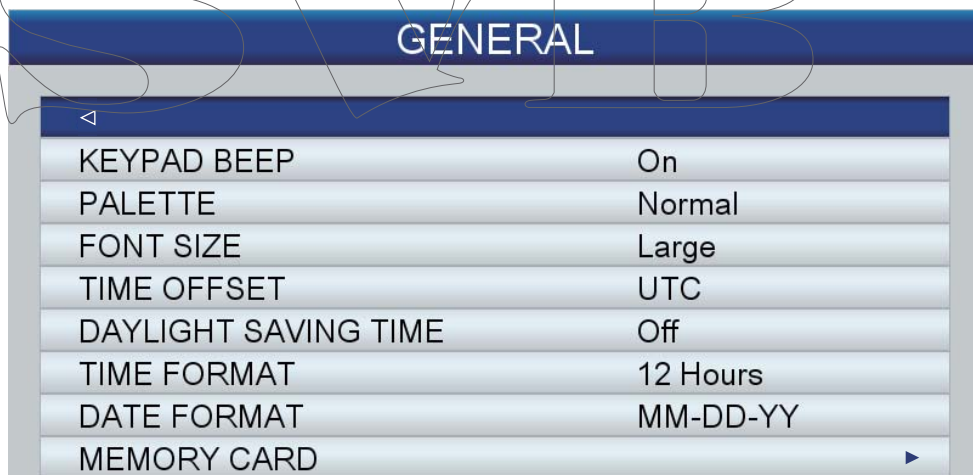 GENERAL
◁
KEYPAD BEEP On
PALETTE Normal
FONT SIZE Large
TIME OFFSET UTC
DAYLIGHT SAVING TIME Off
TIME FORMAT 12 Hours
DATE FORMAT MM-DD-YY
MEMORY CARD ►